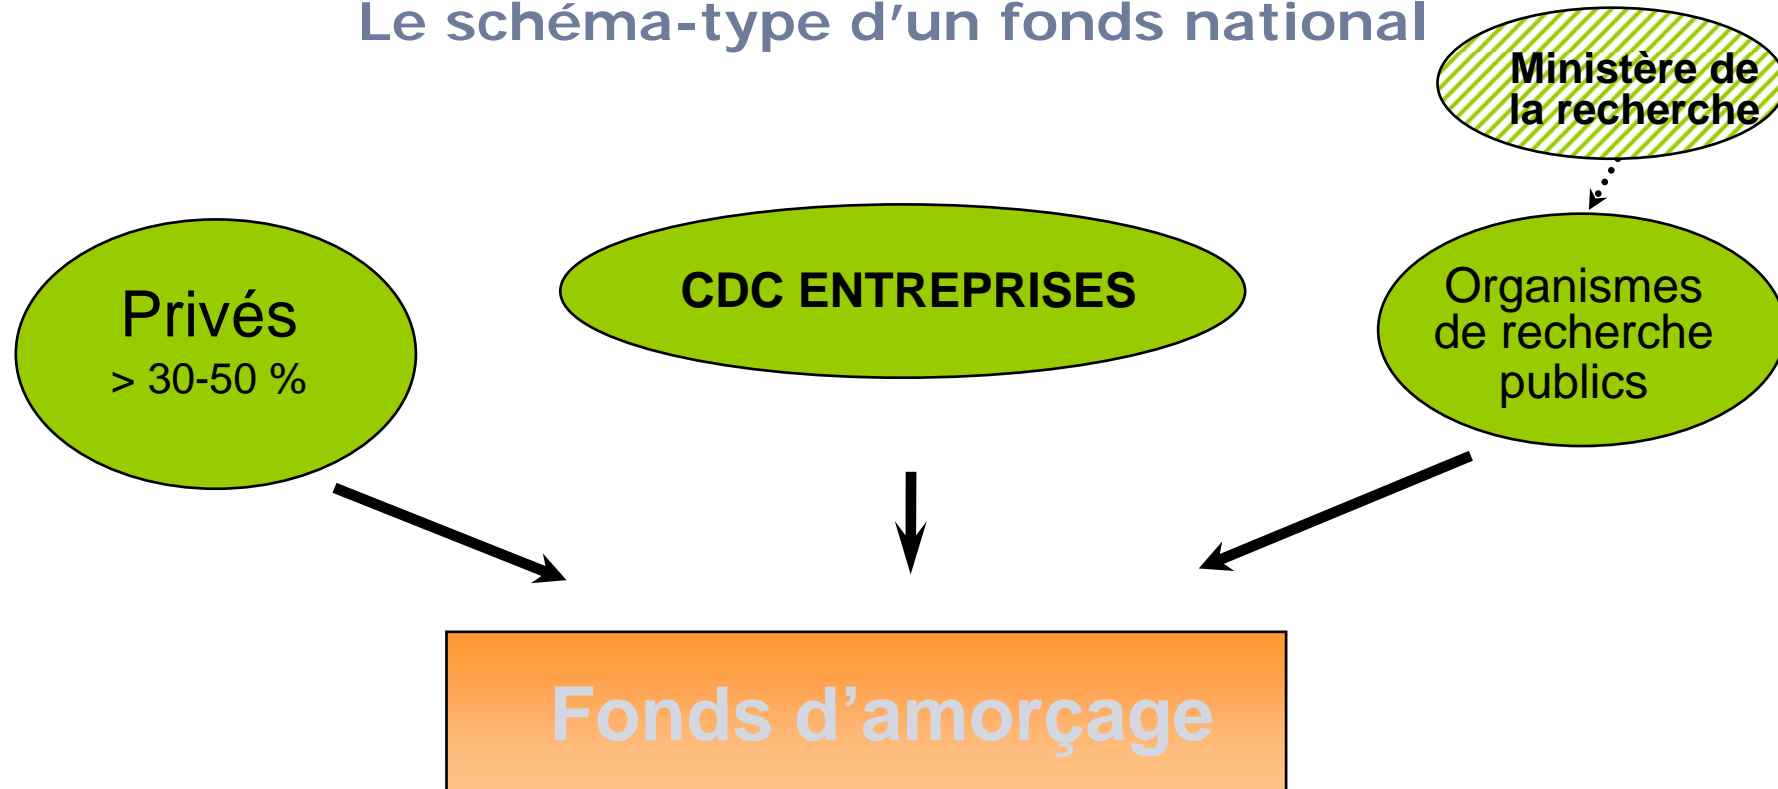 Le schéma-type d’un fonds national
Ministère de
la recherche
Privés
> 30-50 %
CDC ENTREPRISES
Organismes
de recherche
publics
Fonds d’amorçage